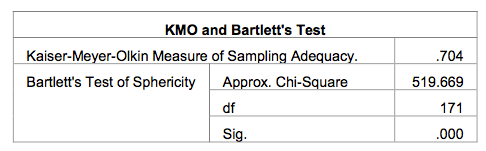 KMO and Bartlett's Test
Kaiser-Meyer-Olkin Measure of Sampling Adequacy. .704
Bartlett's Test of Sphericity Approx. Chi-Square 519.669
df 171
Sig. .000